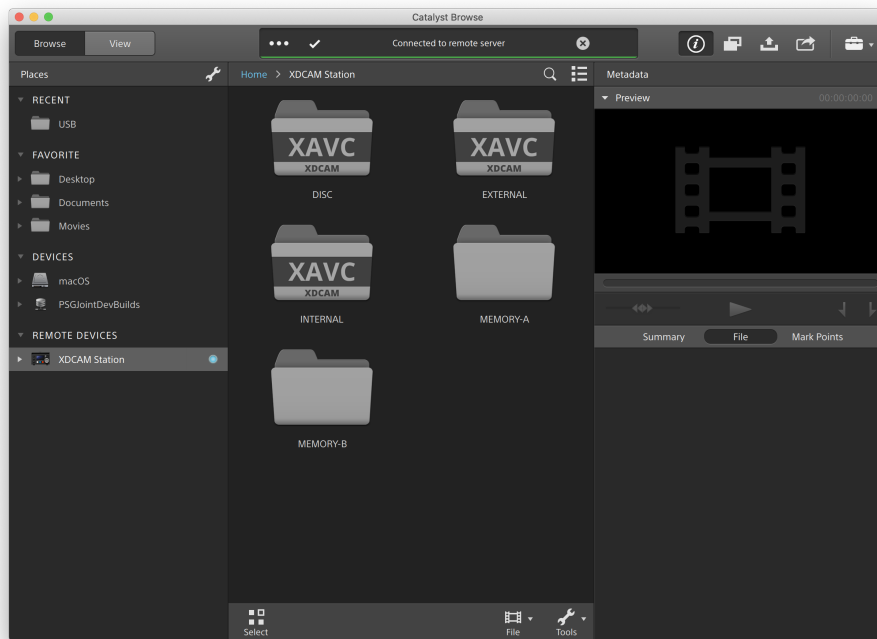 Catalyst Browse
Browse
View
Connected to remote server
Places
Home > XDCAM Station
Metadata
RECENT
USB
FAVORITE
Desktop
Documents
Movies
DEVICES
macOS
PSGJointDevBuilds
REMOTE DEVICES
XDCAM Station
XAVC
XDCAM
DISC
XAVC
XDCAM
EXTERNAL
XAVC
XDCAM
INTERNAL
MEMORY-A
MEMORY-B
Select
File
Tools
Preview
00:00:00:00
Summary
File
Mark Points